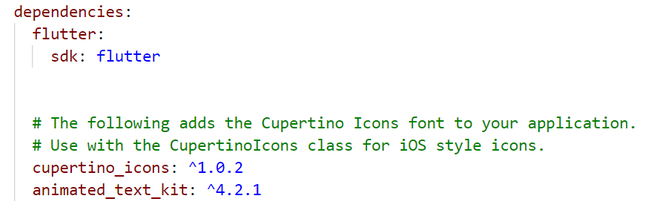 dependencies:
  flutter:
    sdk: flutter
  # The following adds the Cupertino Icons font to your application.
  # Use with the CupertinoIcons class for iOS style icons.
  cupertino_icons: ^1.0.2
  animated_text_kit: ^4.2.1